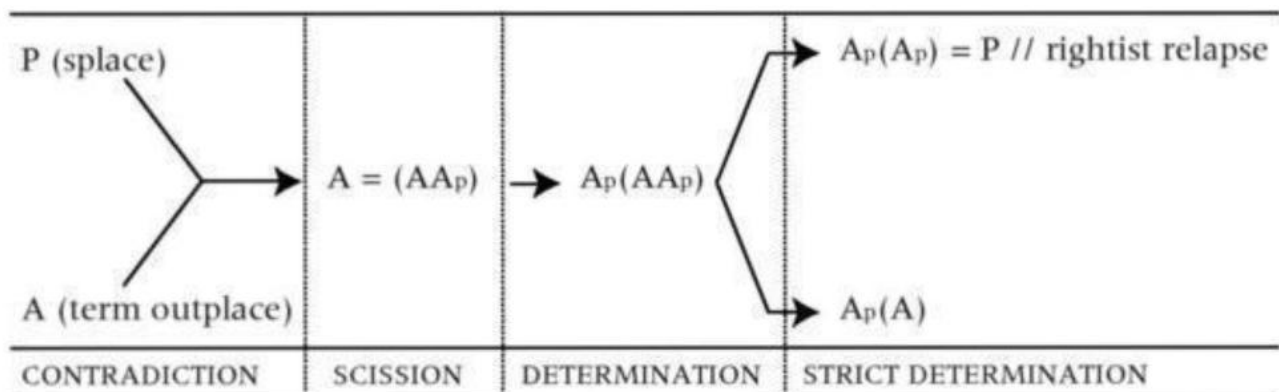 P (splace)
Ap(Ap) = P // rightist relapse
A = (AAp)
Ap(AAp)
A (term outplace)
Ap(A)
CONTRADICTION
SCISSION
DETERMINATION
STRICT DETERMINATION